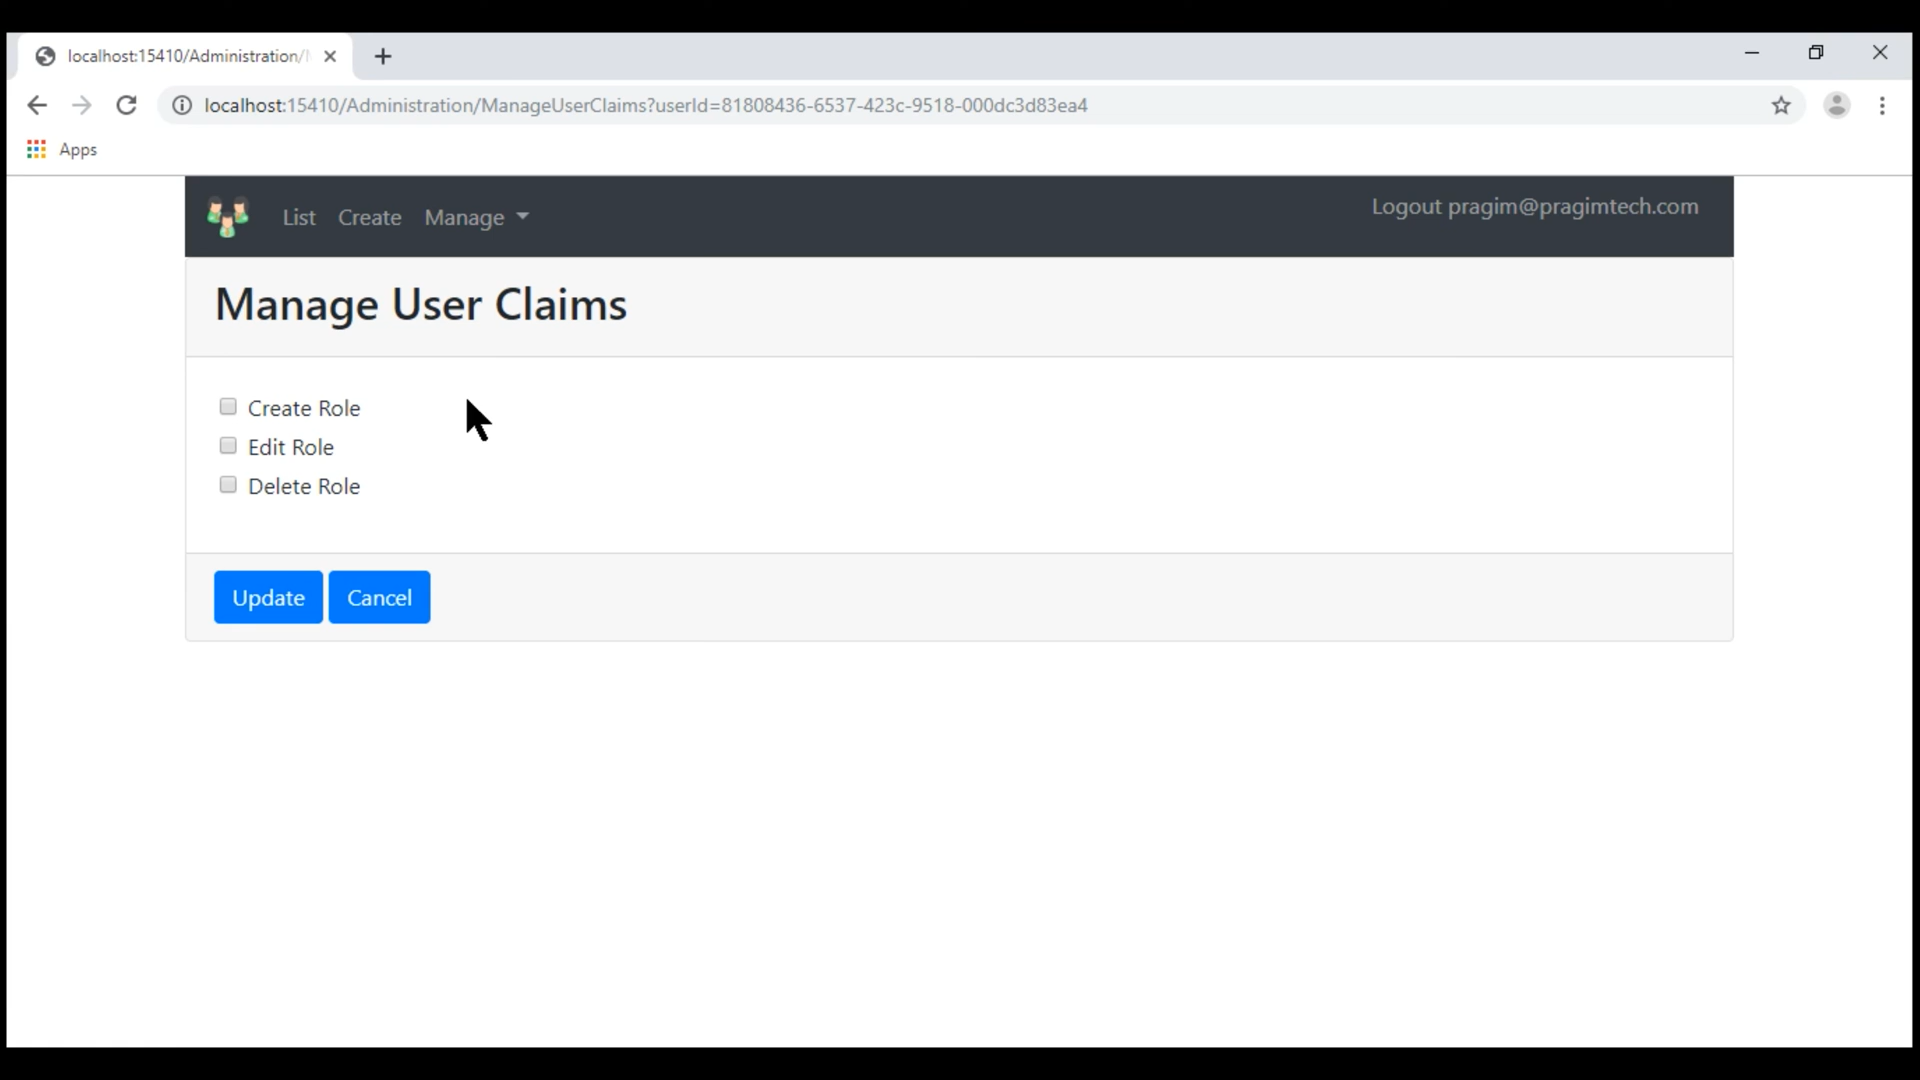 localhost:15410/Administration/
localhost:15410/Administration/ManageUserClaims?userId=81808436-6537-423c-9518-000dc3d83ea4
Apps
List Create Manage
Logout pragim@pragimtech.com
Manage User Claims
Create Role
Edit Role
Delete Role
Update Cancel